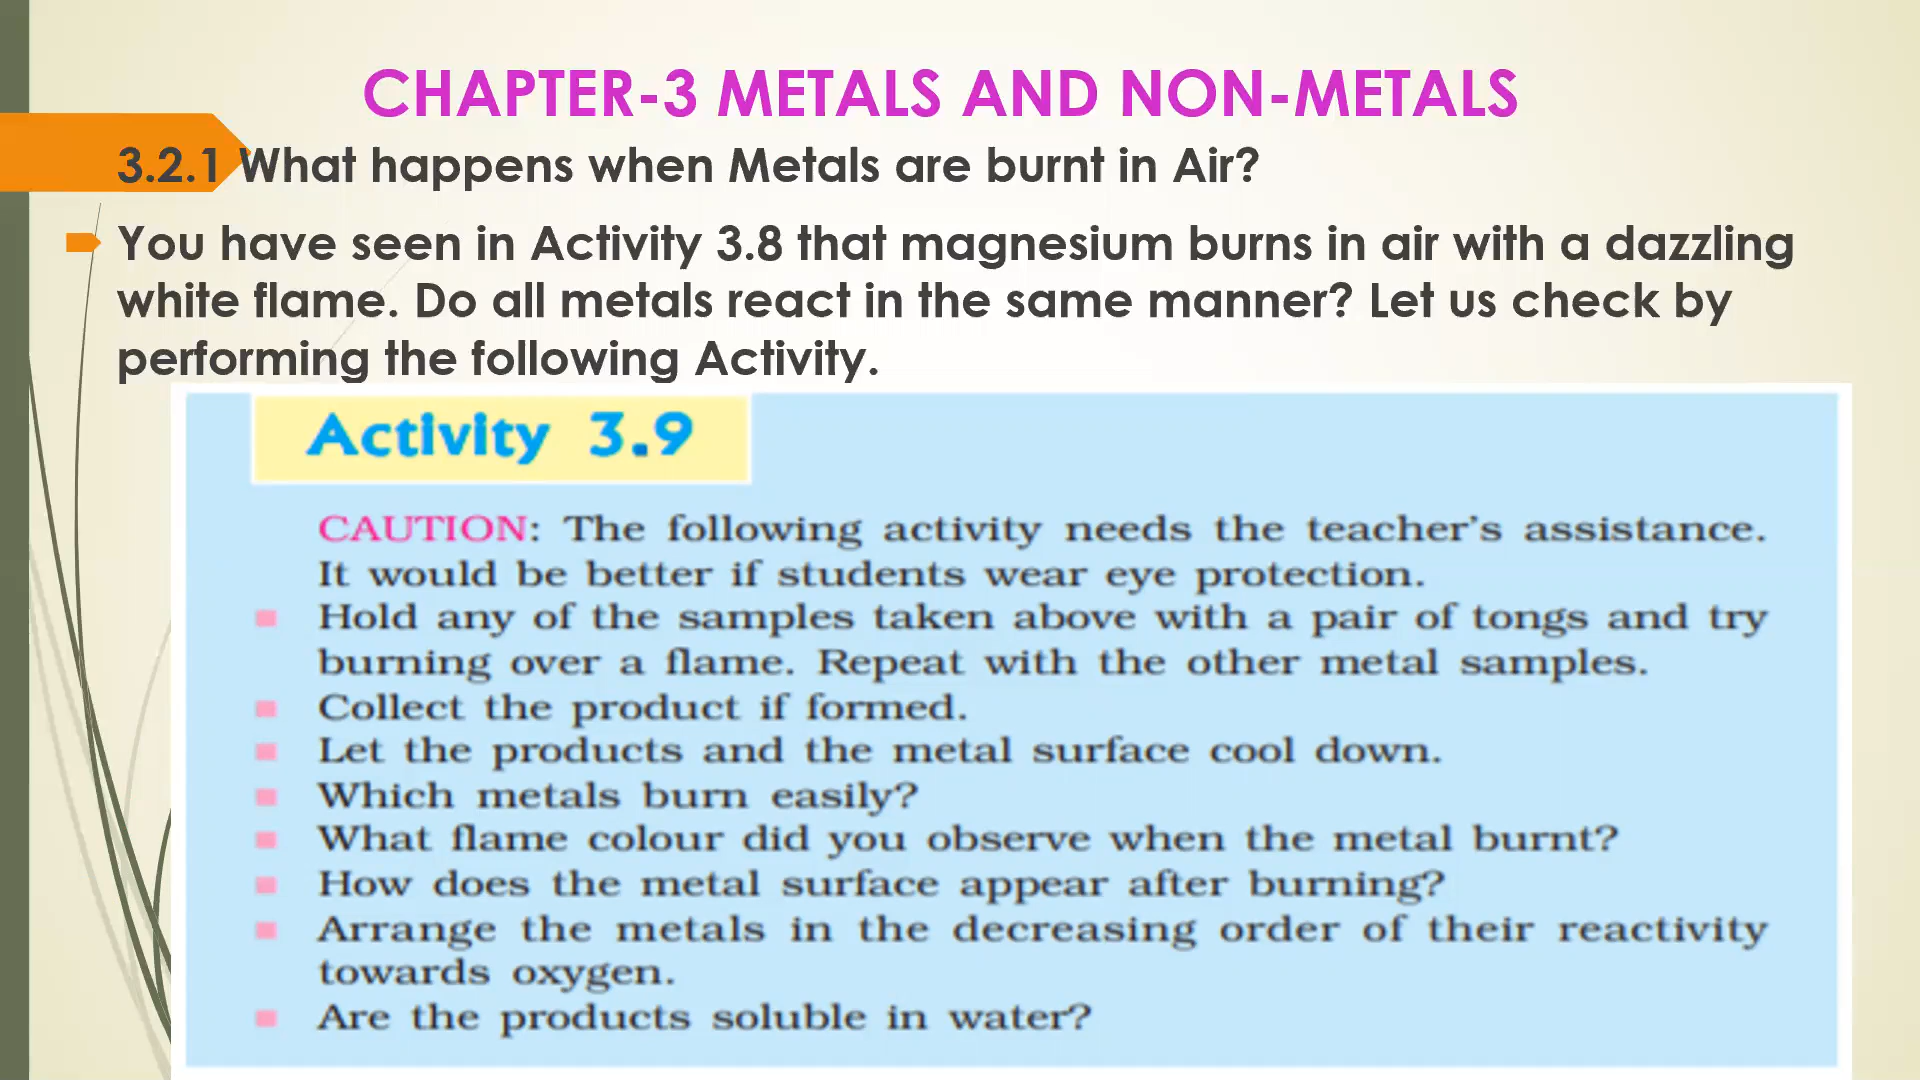 CHAPTER-3 METALS AND NON-METALS
3.2.1 What happens when Metals are burnt in Air?
You have seen in Activity 3.8 that magnesium burns in air with a dazzling
white flame. Do all metals react in the same manner? Let us check by
performing the following Activity.
Activity 3.9
CAUTION: The following activity needs the teacher's assistance.
It would be better if students wear eye protection.
Hold any of the samples taken above with a pair of tongs and try
burning over a flame. Repeat with the other metal samples.
Collect the product if formed.
Let the products and the metal surface cool down.
Which metals burn easily?
What flame colour did you observe when the metal burnt?
How does the metal surface appear after burning?
Arrange the metals in the decreasing order of their reactivity
towards oxygen.
Are the products soluble in water?